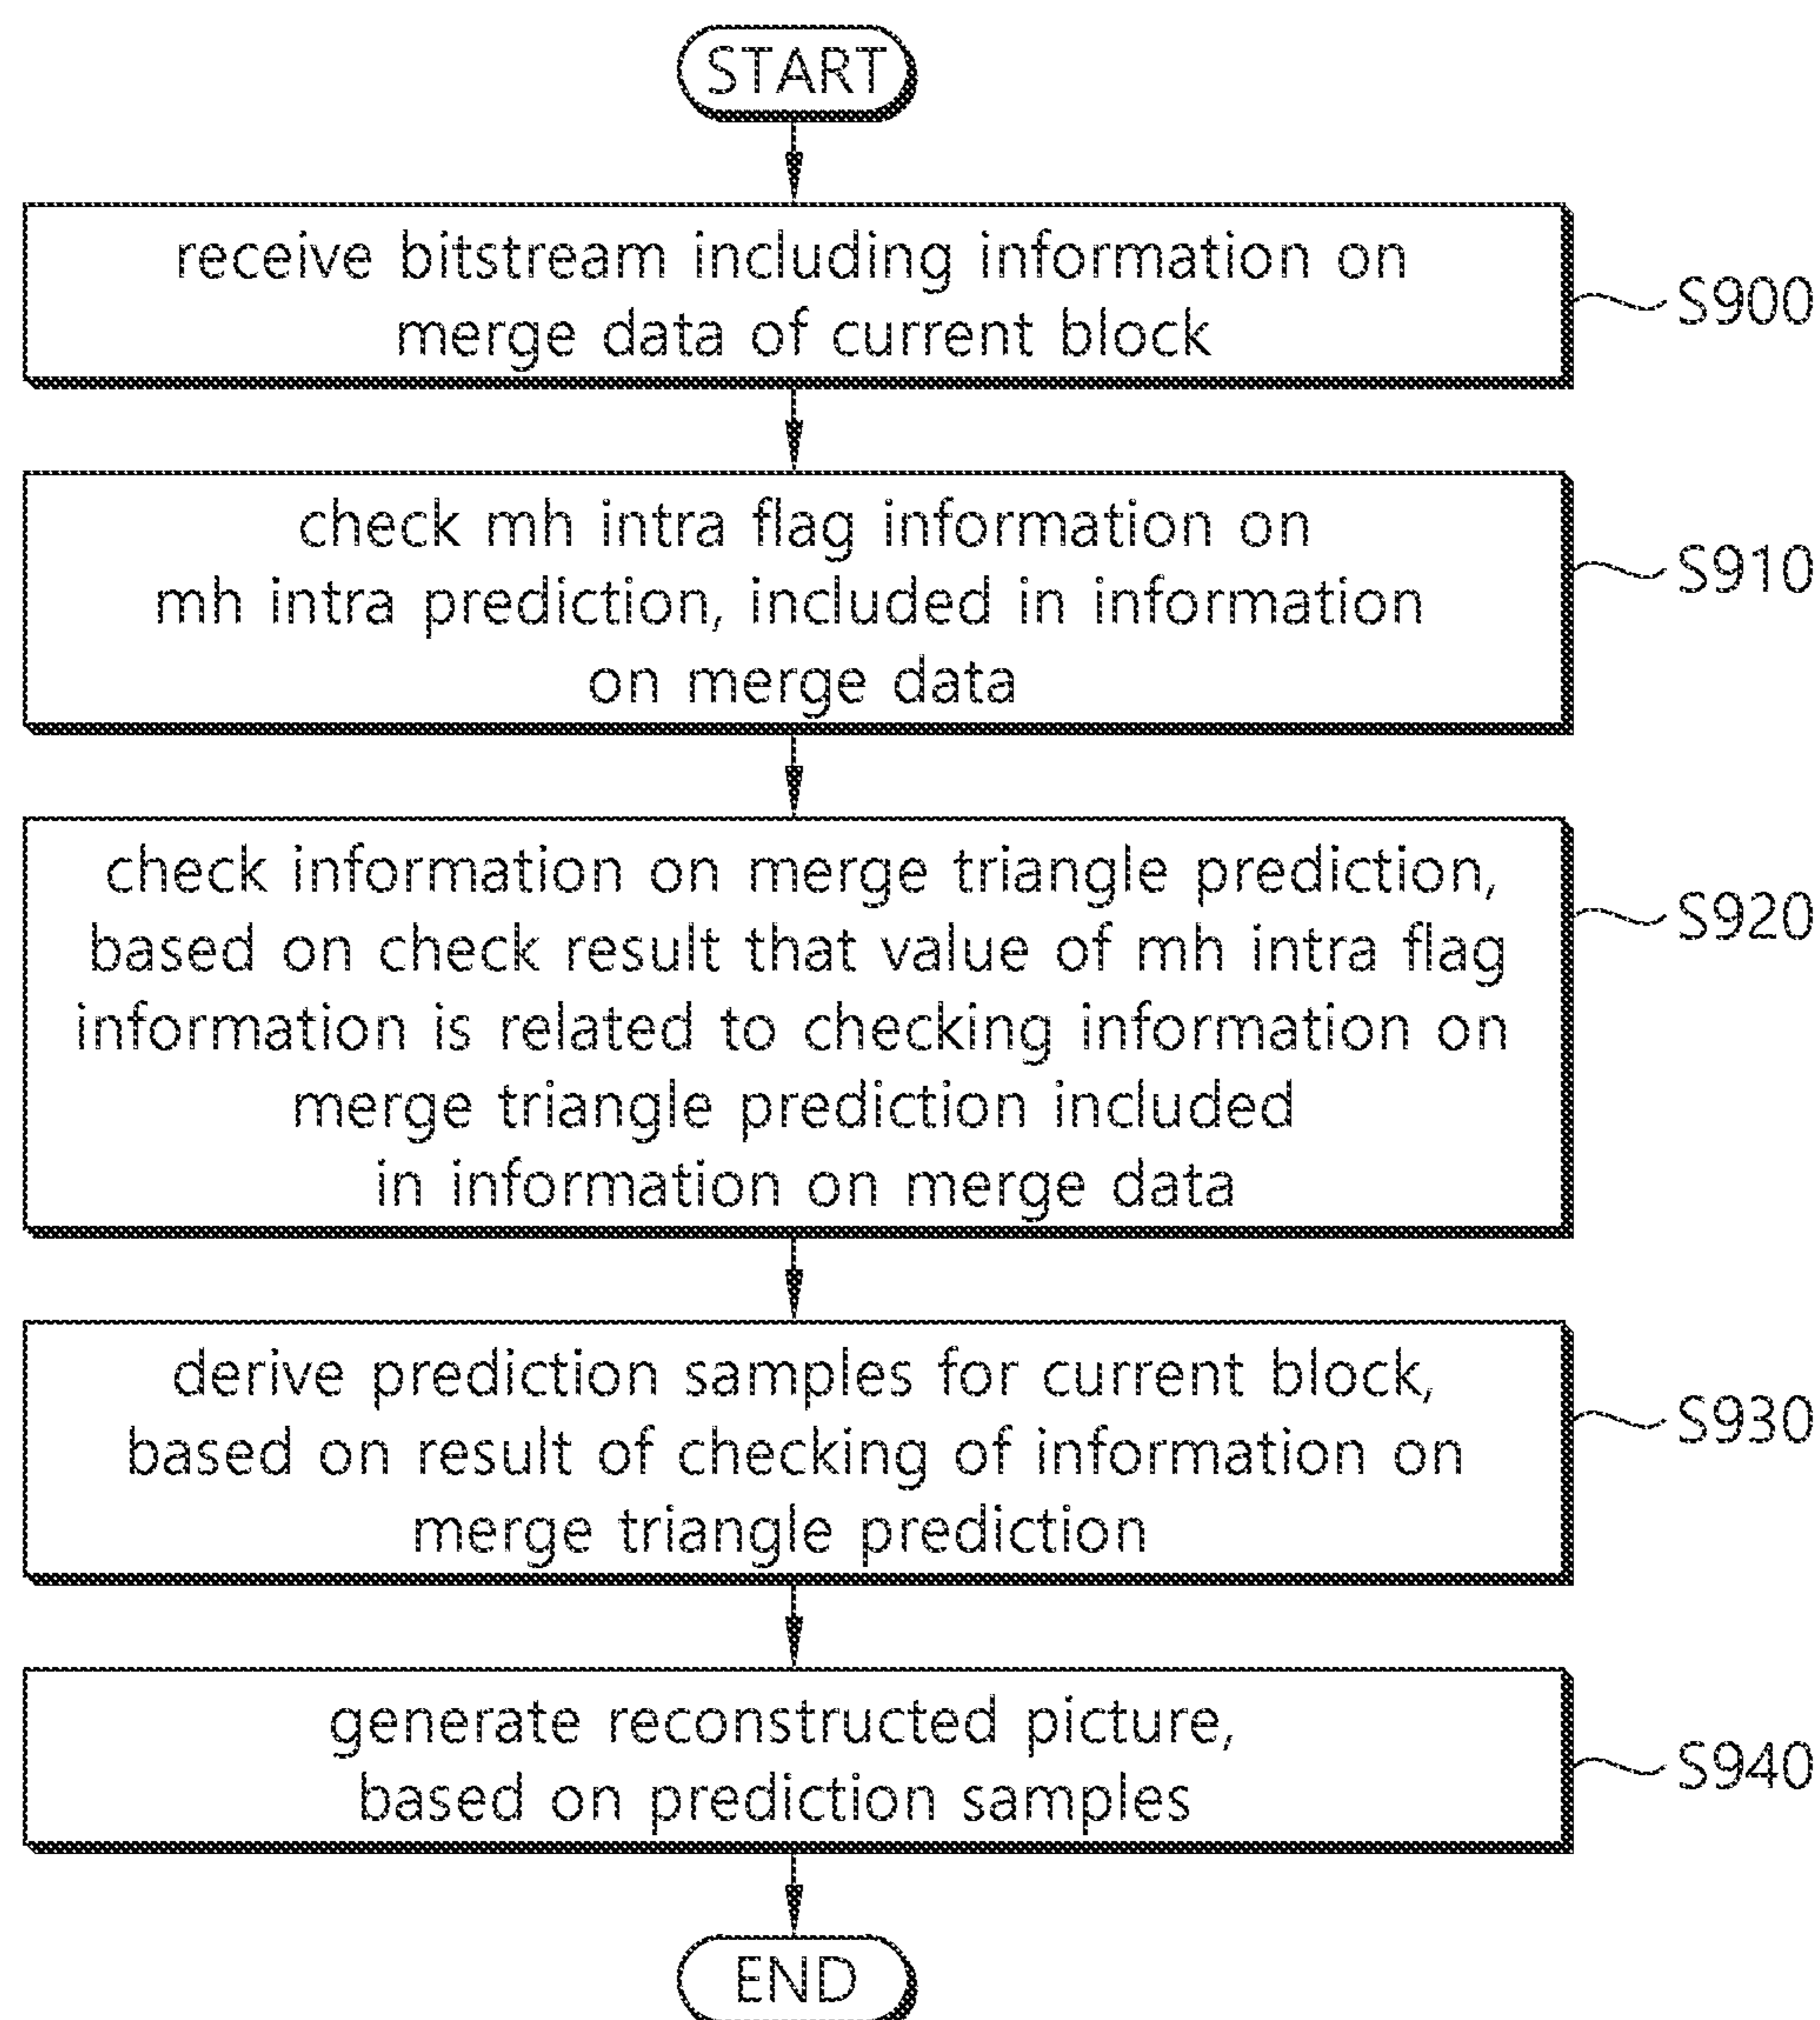 START
receive bitstream including information on
merge data of current block
S900
check mh intra flag information on
mh intra prediction, included in information
on merge data
S910
check information on merge triangle prediction,
based on check result that value of mh intra flag
information is related to checking information on
merge triangle prediction included
in information on merge data
S920
derive prediction samples for current block,
based on result of checking of information on
merge triangle prediction
S930
generate reconstructed picture,
based on prediction samples
S940
END